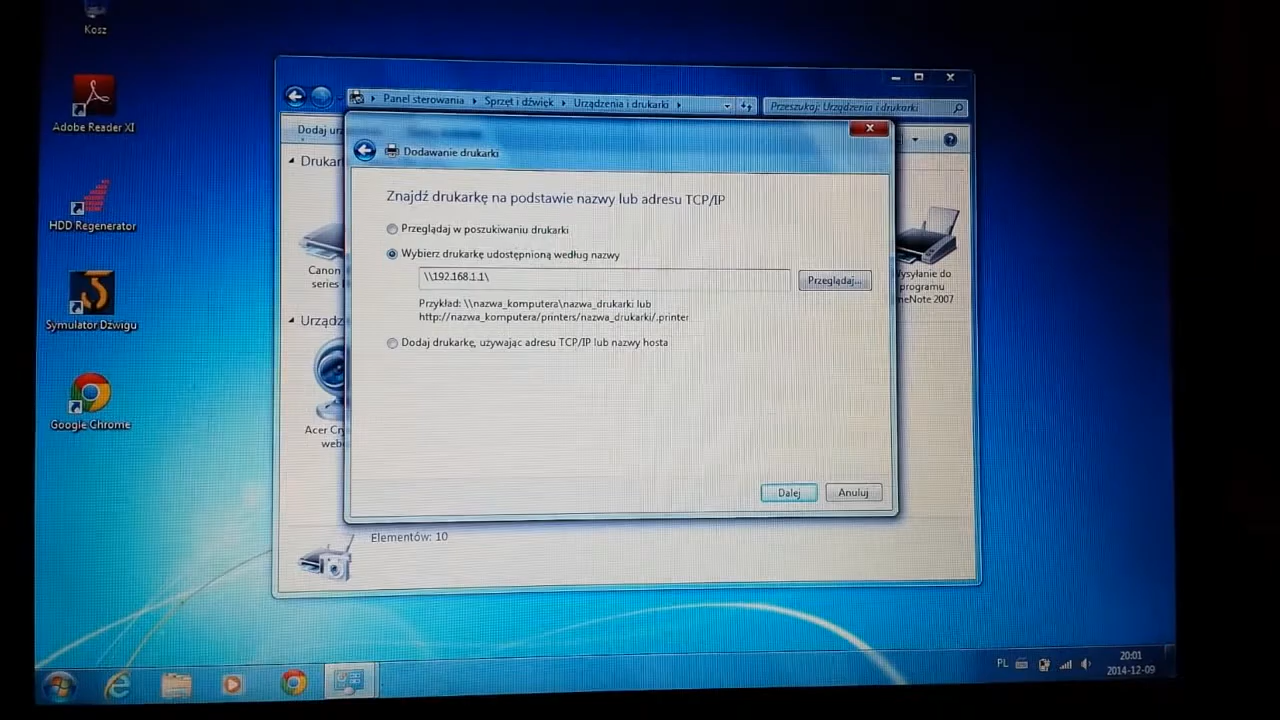 Kosz
Adobe Reader XI
HDD Regenerator
Symulator Dźwigu
Google Chrome
Panel sterowania
Sprzęt i dźwięk
Urządzenia i drukarki
Przeszukaj: Urządzenia i drukarki
Dodaj ur
Drukar
Canon
series
Urządz
Acer Cry
web
Dodawanie drukarki
Znajdź drukarkę na podstawie nazwy lub adresu TCP/IP
Przeglądaj w poszukiwaniu drukarki
Wybierz drukarkę udostępnioną według nazwy
\\192.168.1.1\
Przeglądaj...
Przykład: \\nazwa_komputera\nazwa_drukarki lub
http://nazwa_komputera/printers/nazwa_drukarki/.printer
Dodaj drukarkę, używając adresu TCP/IP lub nazwy hosta
Dalej
Anuluj
Wysyłanie do
programu
neNote 2007
Elementów: 10
PL
20:01
2014-12-09